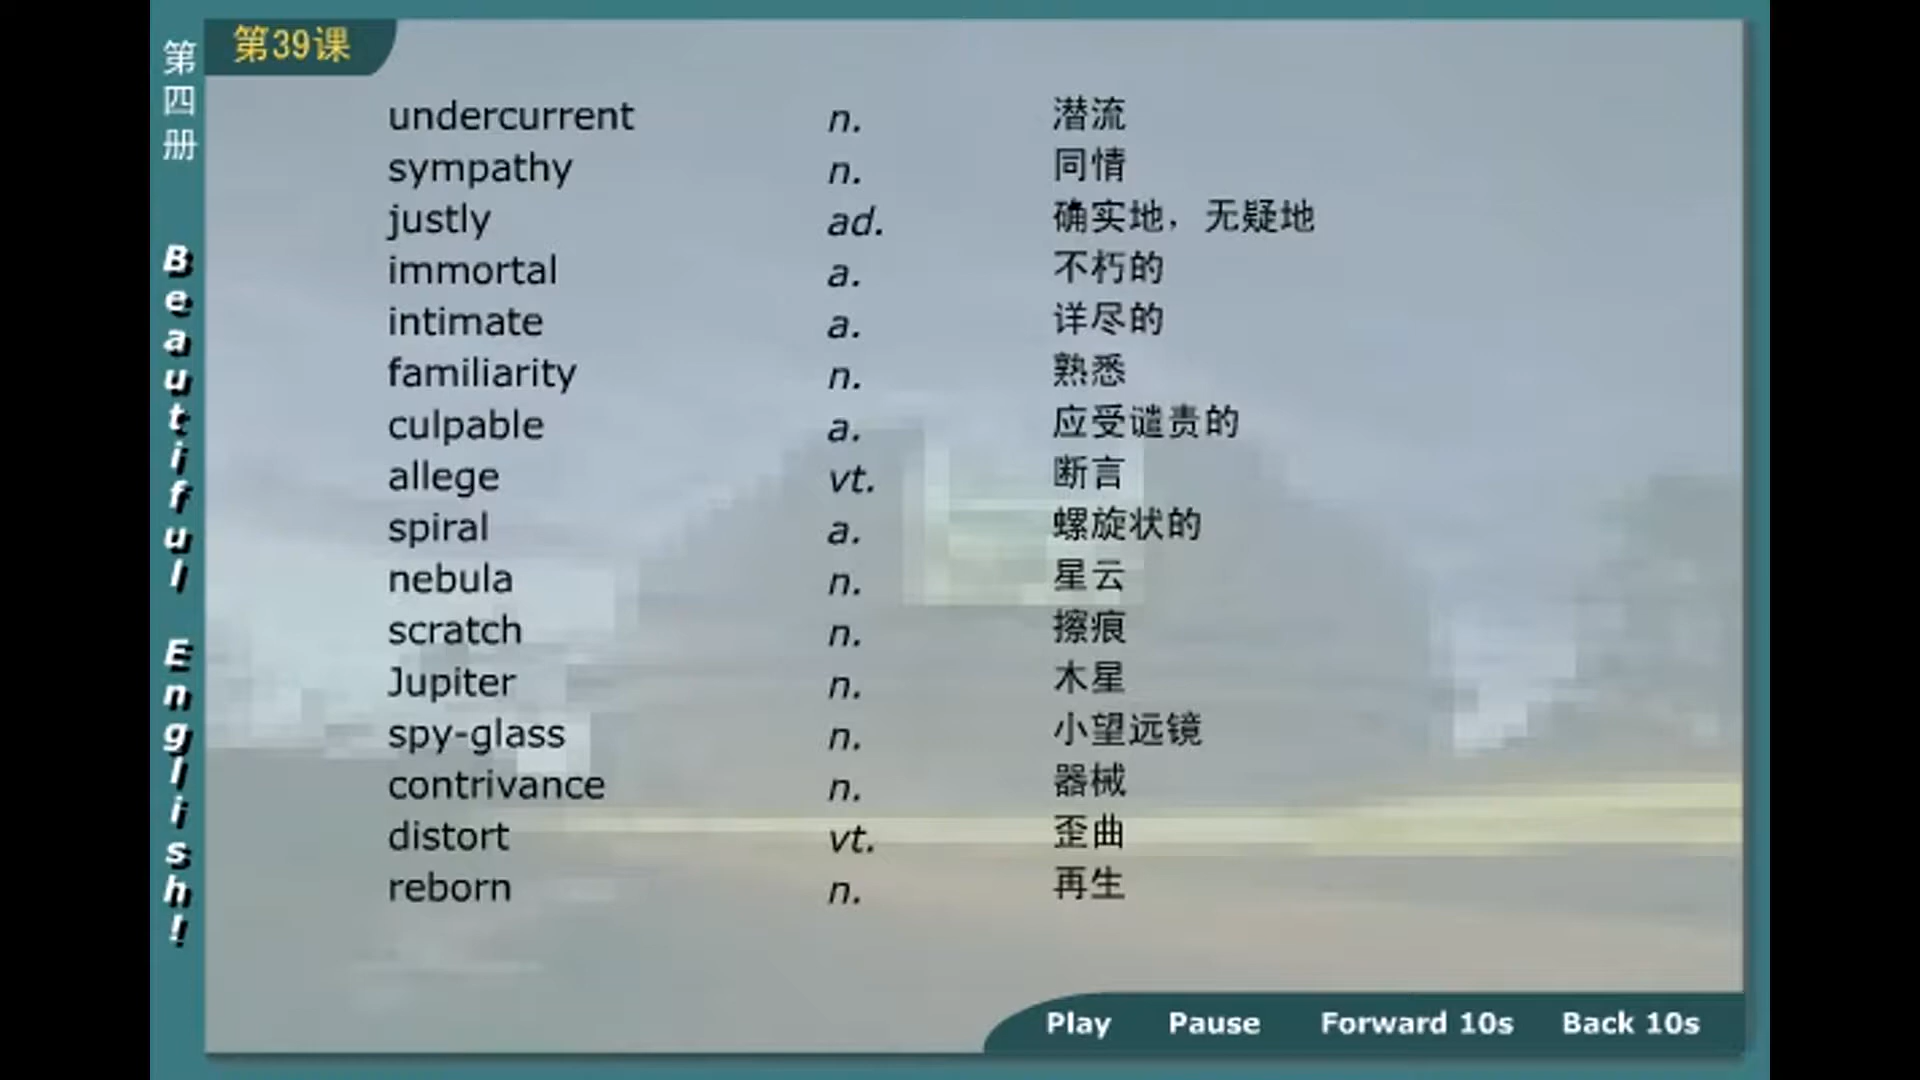 第四册
Beautiful English!
第39课
undercurrent n. 潜流
sympathy n. 同情
justly ad. 确实地，无疑地
immortal a. 不朽的
intimate a. 详尽的
familiarity n. 熟悉
culpable a. 应受谴责的
allege vt. 断言
spiral a. 螺旋状的
nebula n. 星云
scratch n. 擦痕
Jupiter n. 木星
spy-glass n. 小望远镜
contrivance n. 器械
distort vt. 歪曲
reborn n. 再生
Play Pause Forward 10s Back 10s